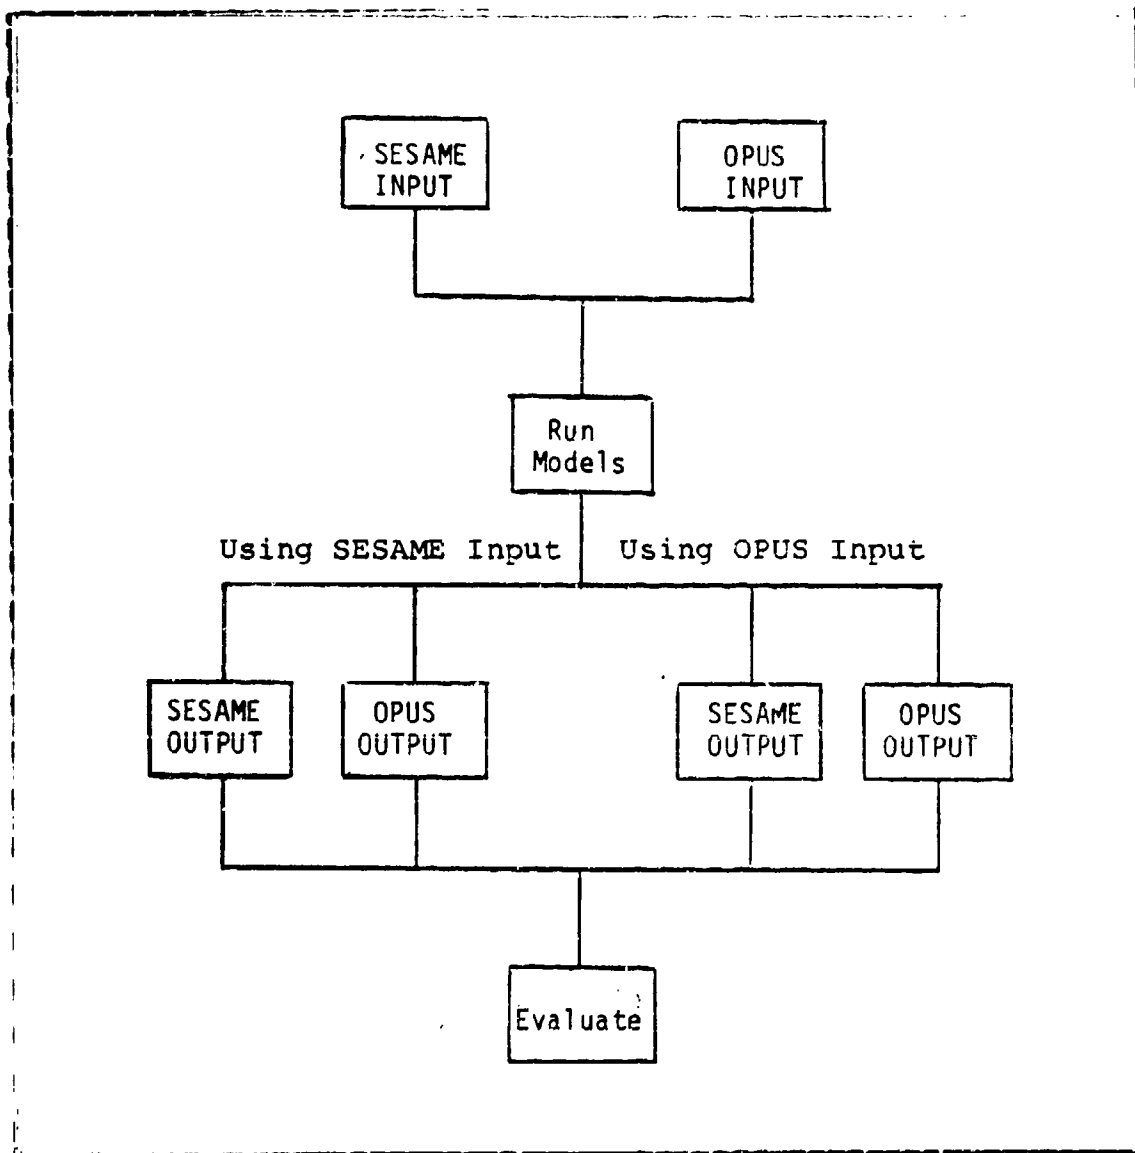 SESAME
INPUT
OPUS
INPUT
Run
Models
Using SESAME Input
Using OPUS Input
SESAME
OUTPUT
OPUS
OUTPUT
SESAME
OUTPUT
OPUS
OUTPUT
Evaluate